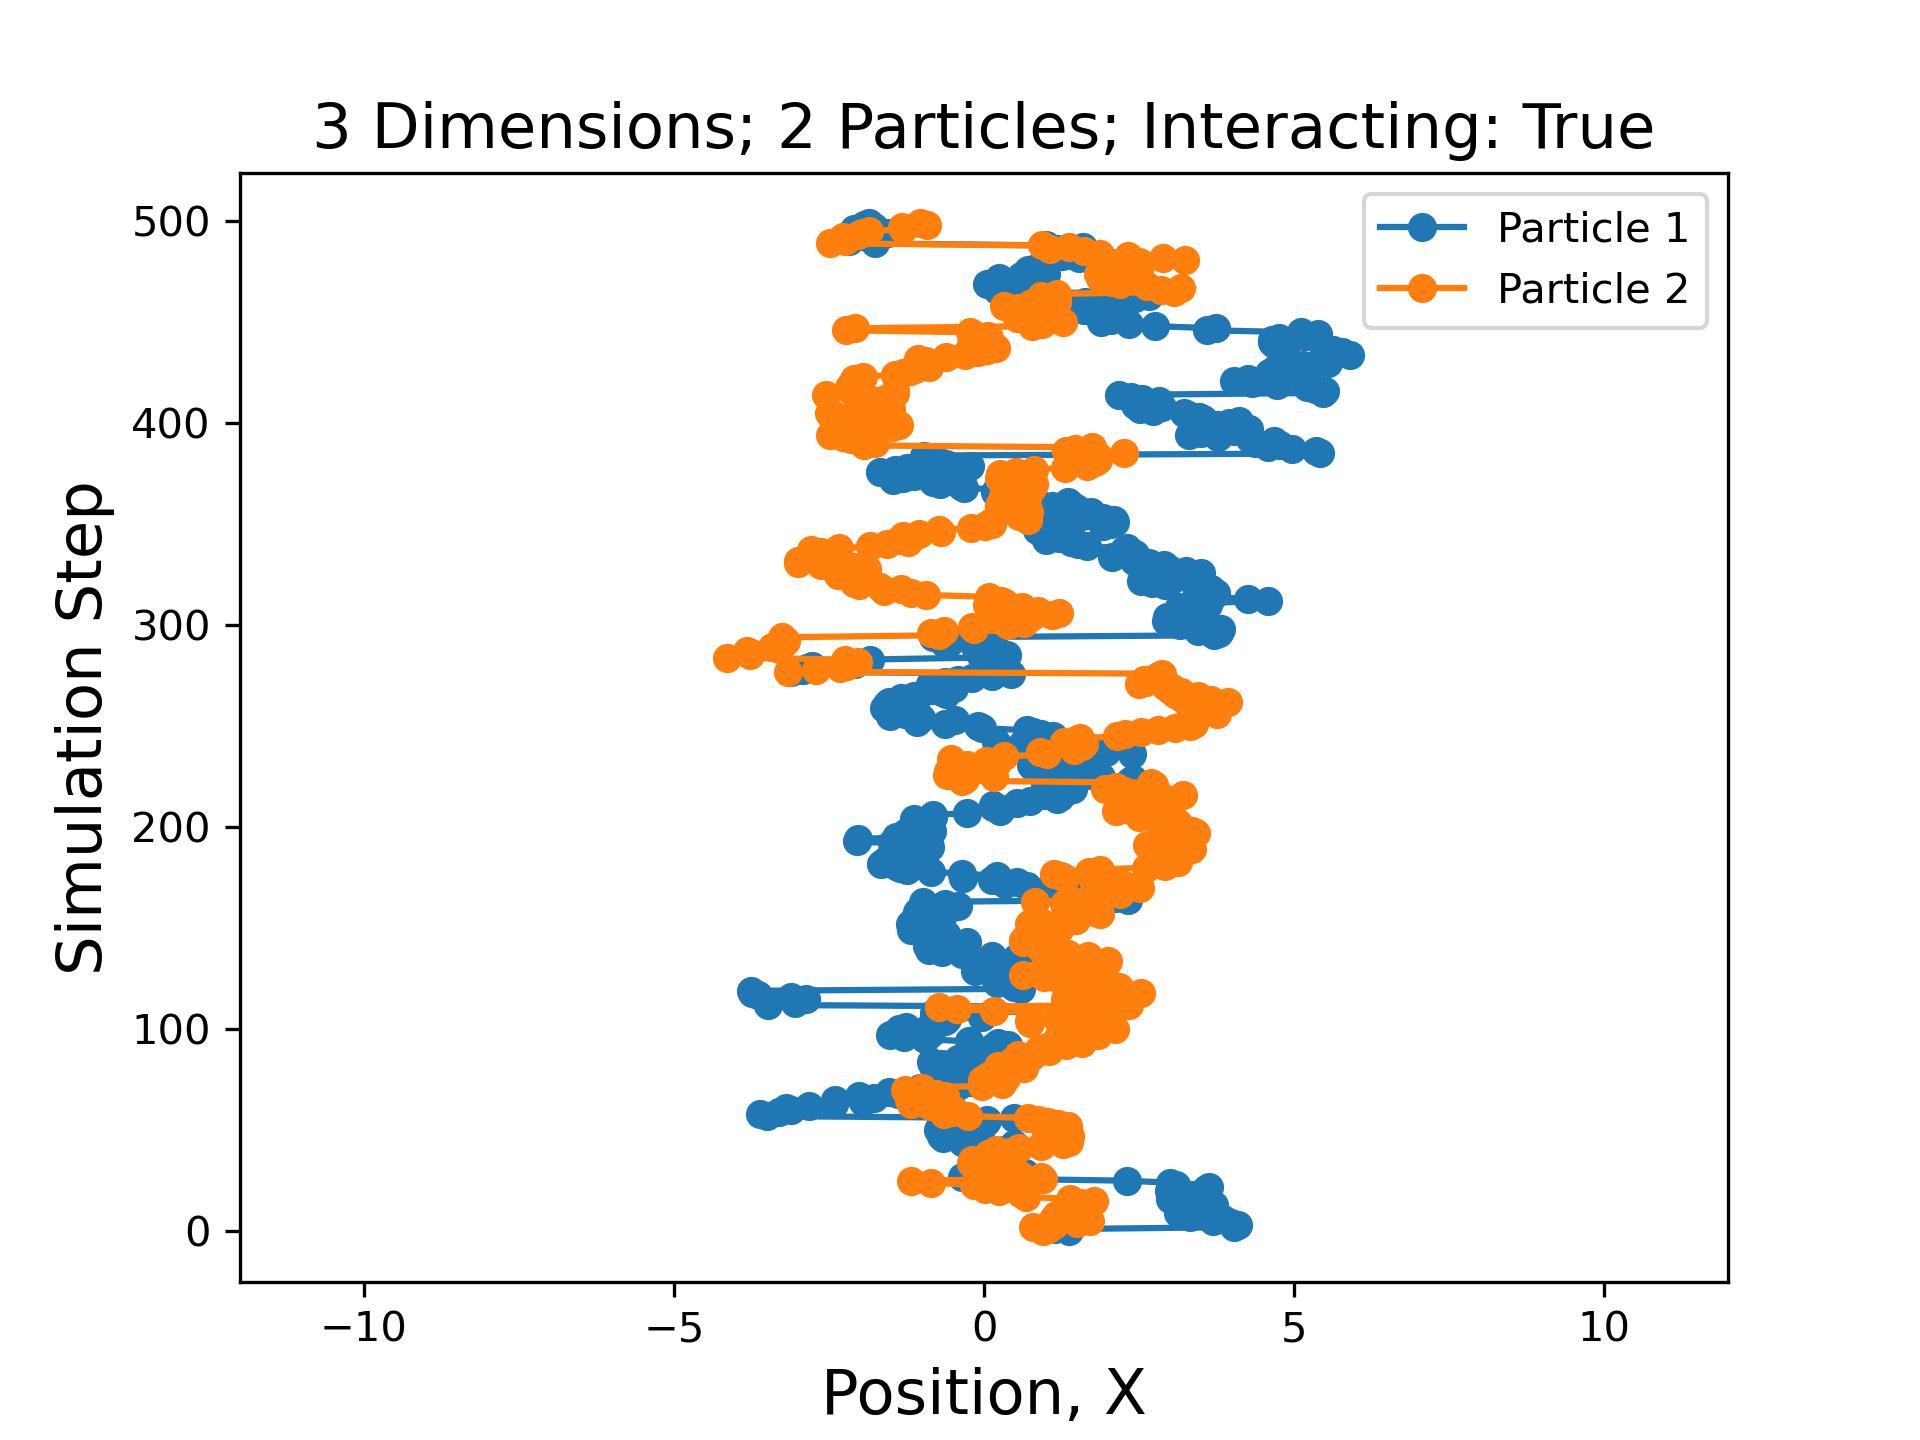 3 Dimensions; 2 Particles; Interacting: True
Particle 1
Particle 2
Simulation Step
500
400
300
200
100
0
−10 −5 0 5 10
Position, X